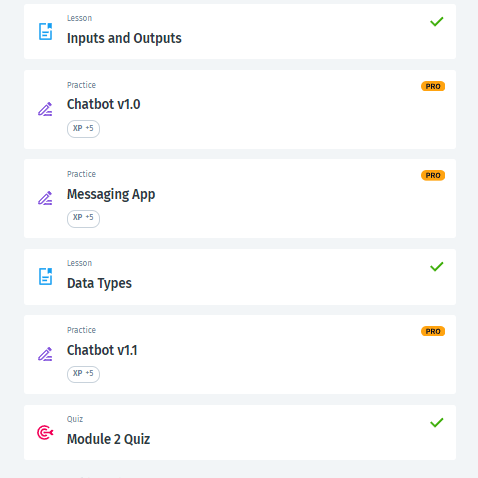 Lesson
Inputs and Outputs
Practice
PRO
Chatbot v1.0
XP +5
Practice
PRO
Messaging App
XP +5
Lesson
Data Types
Practice
PRO
Chatbot v1.1
XP +5
Quiz
Module 2 Quiz